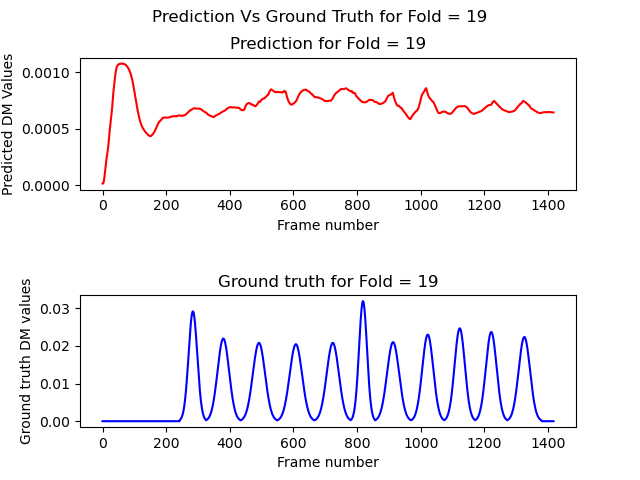 Prediction Vs Ground Truth for Fold = 19
Prediction for Fold = 19
Predicted DM Values
0.0010
0.0005
0.0000
0 200 400 600 800 1000 1200 1400
Frame number
Ground truth for Fold = 19
Ground truth DM values
0.03
0.02
0.01
0.00
0 200 400 600 800 1000 1200 1400
Frame number